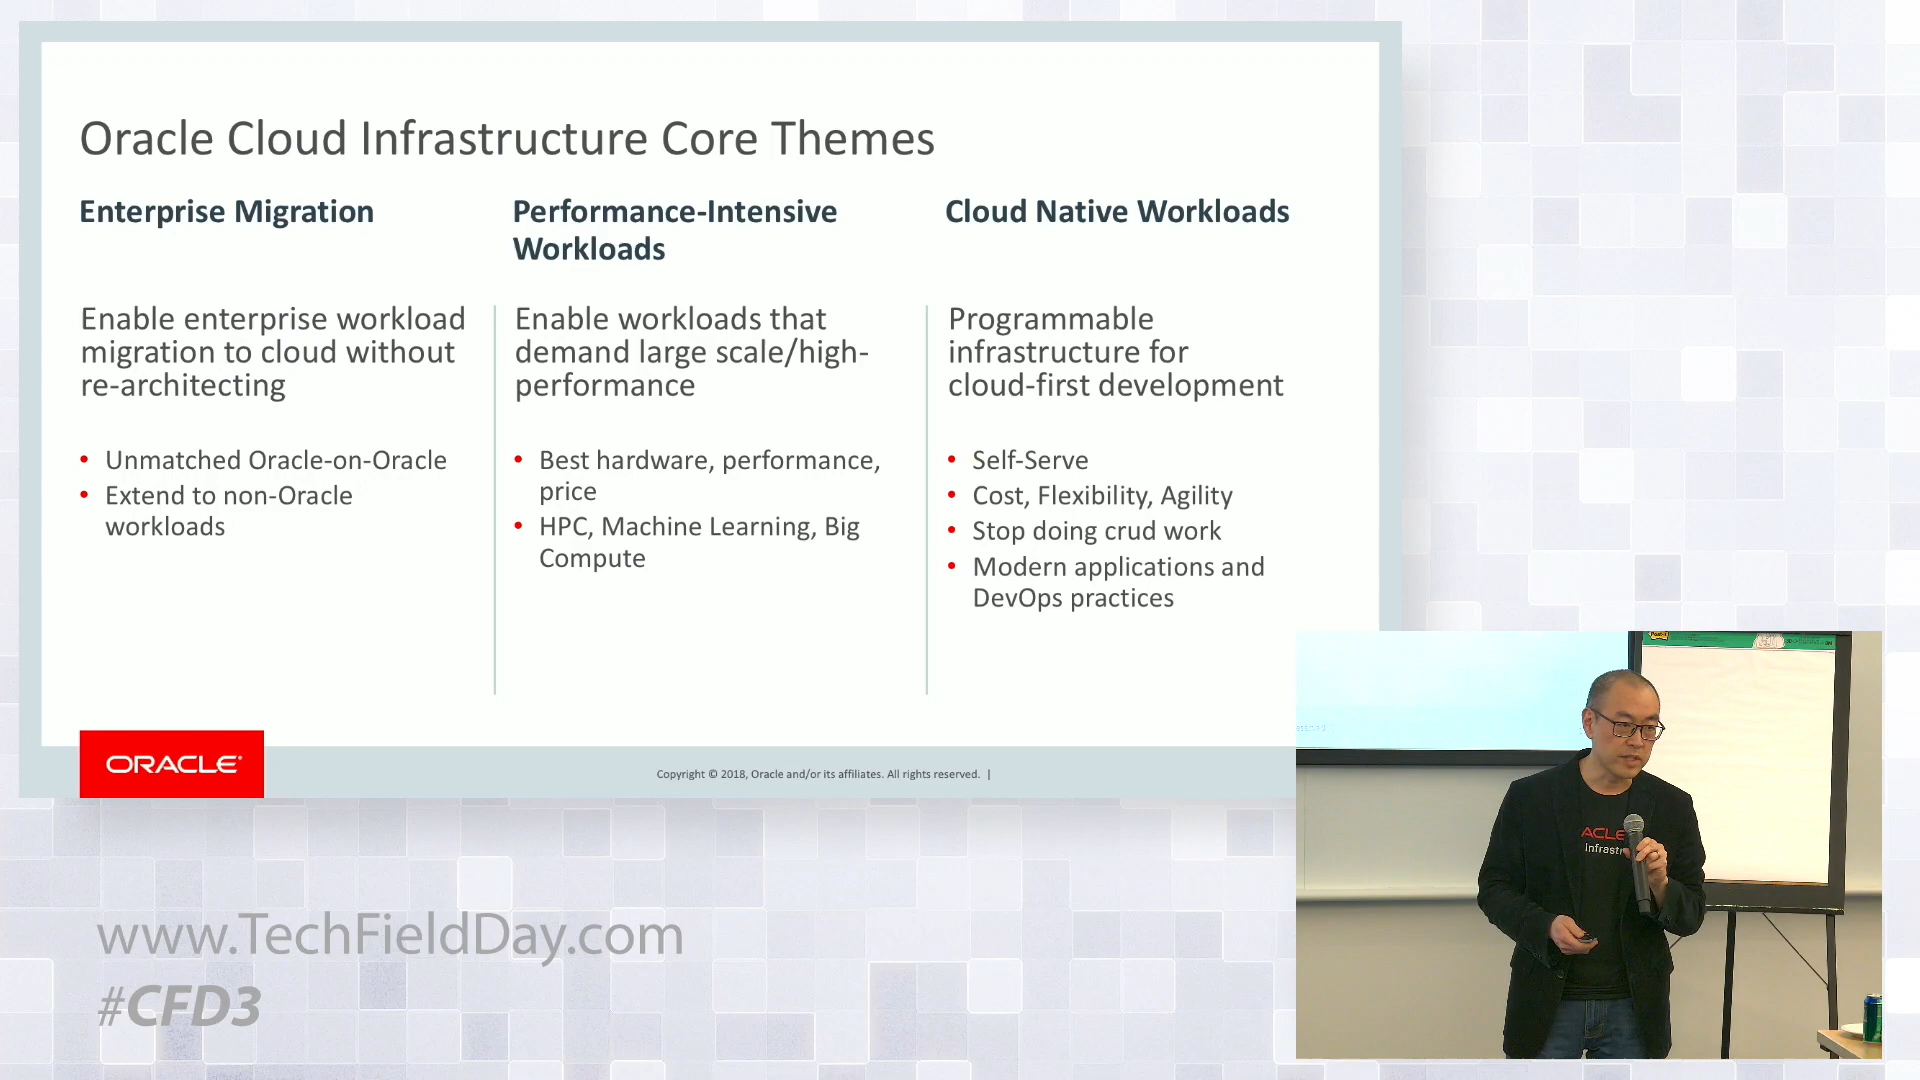 Oracle Cloud Infrastructure Core Themes
Enterprise Migration
Enable enterprise workload
migration to cloud without
re-architecting
• Unmatched Oracle-on-Oracle
• Extend to non-Oracle
workloads
Performance-Intensive
Workloads
Enable workloads that
demand large scale/high-
performance
• Best hardware, performance,
price
• HPC, Machine Learning, Big
Compute
Cloud Native Workloads
Programmable
infrastructure for
cloud-first development
• Self-Serve
• Cost, Flexibility, Agility
• Stop doing crud work
• Modern applications and
DevOps practices
ORACLE®
Copyright © 2018, Oracle and/or its affiliates. All rights reserved. |
Post-it
ACLE
Infrastr
www.TechFieldDay.com
#CFD3